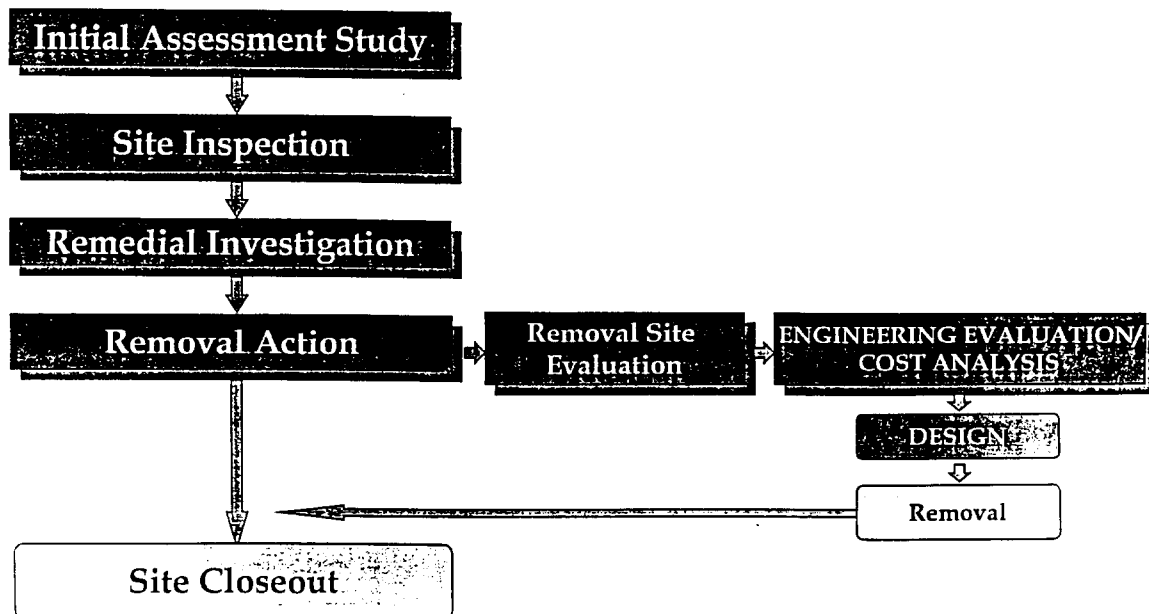 Initial Assessment Study
Site Inspection
Remedial Investigation
Removal Action
Removal Site
Evaluation
ENGINEERING EVALUATION/
COST ANALYSIS
DESIGN
Removal
Site Closeout